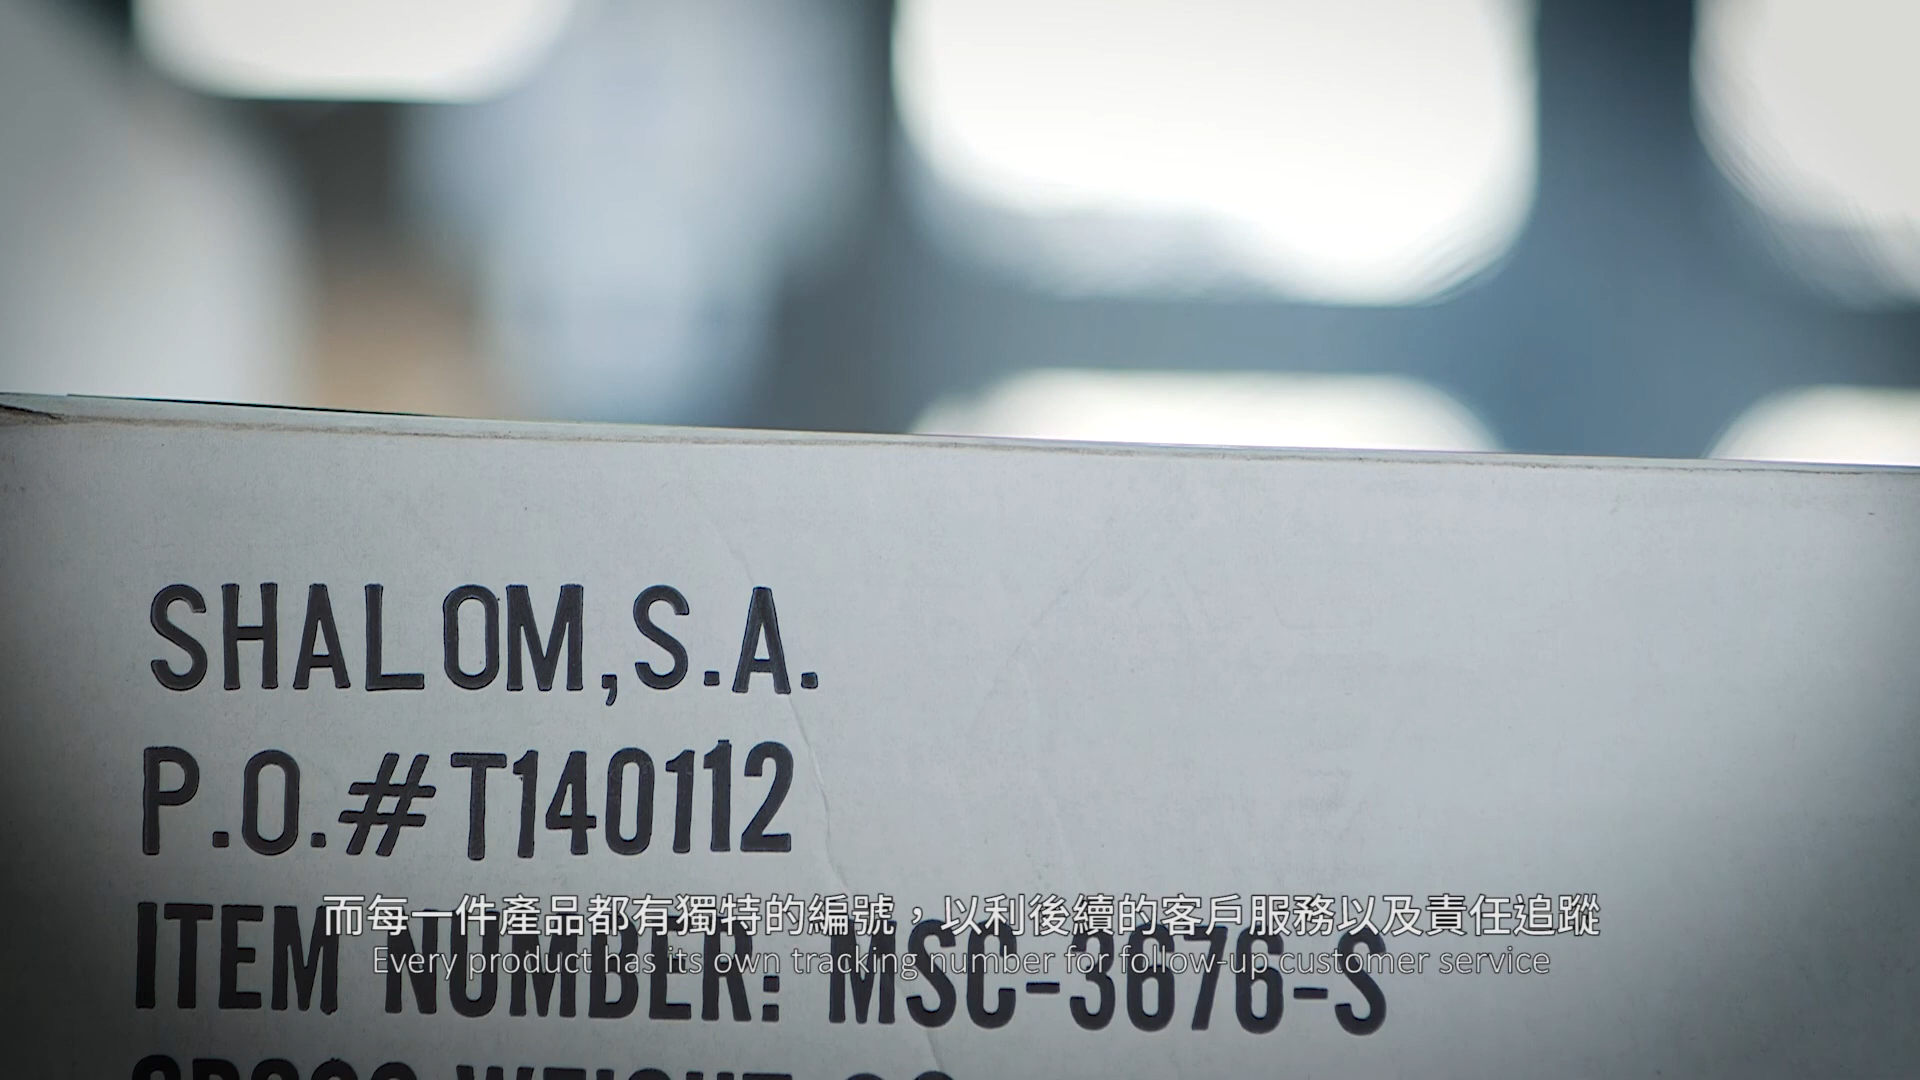 SHALOM,S.A.
P.O.#T140112
而每一件產品都有獨特的編號，以利後續的客戶服務以及責任追蹤
Every product has its own tracking number for follow-up customer service
ITEM NUMBER: MSC-3676-S
GROSS WEIGHT